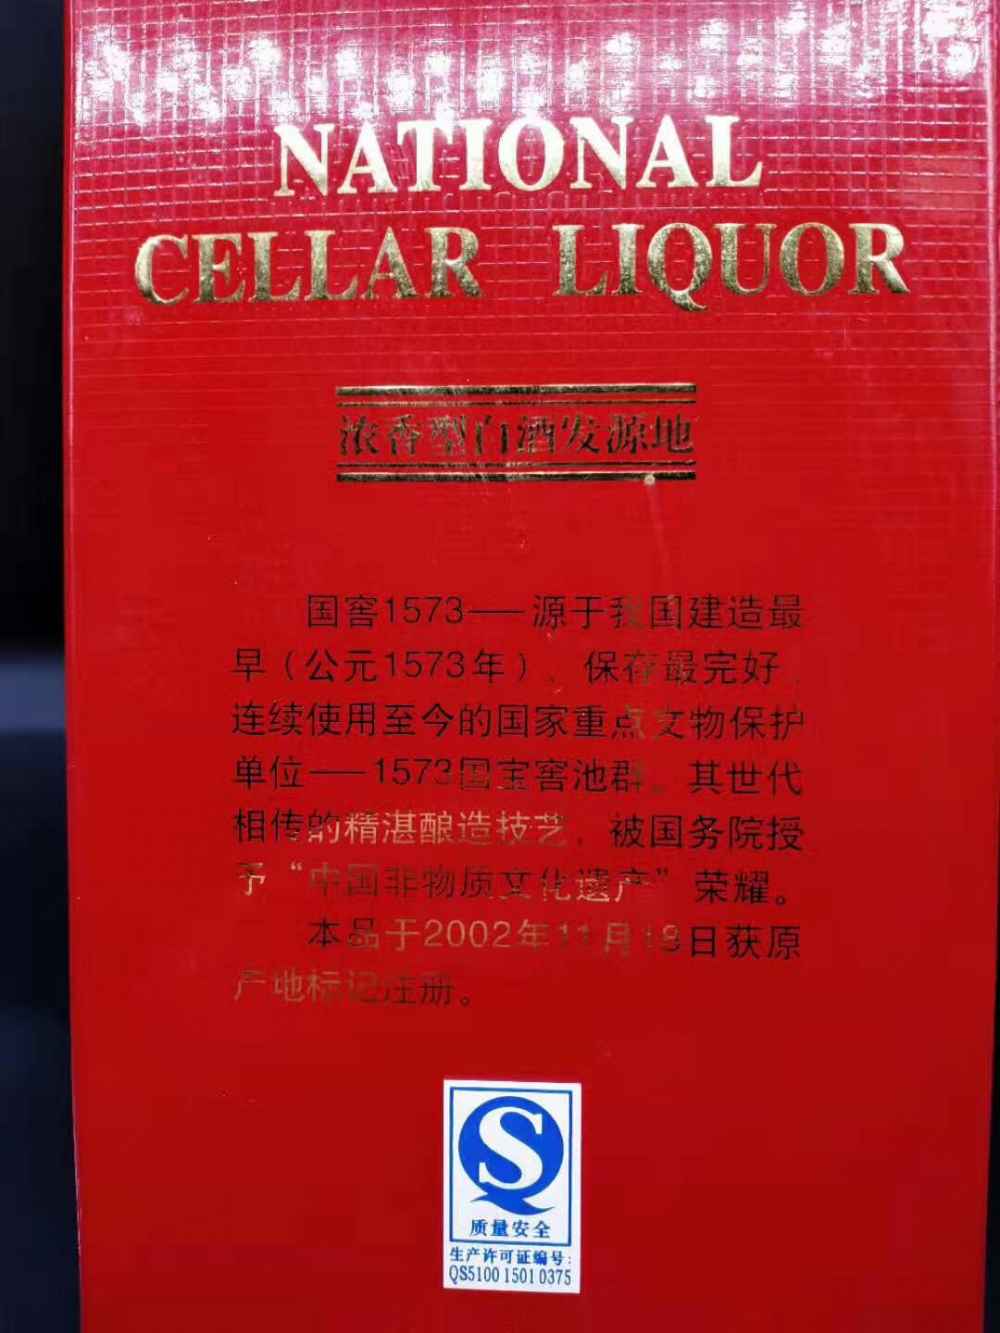 NATIONAL
CELLAR LIQUOR
浓香型白酒发源地
国窖1573——源于我国建造最
早（公元1573年）、保存最完好、
连续使用至今的国家重点文物保护
单位——1573国宝窖池群。其世代
相传的精湛酿造技艺，被国务院授
予“中国非物质文化遗产”荣耀。
本品于2002年11月18日获原
产地标记注册。
质量安全
生产许可证编号：
QS5100 1501 0375